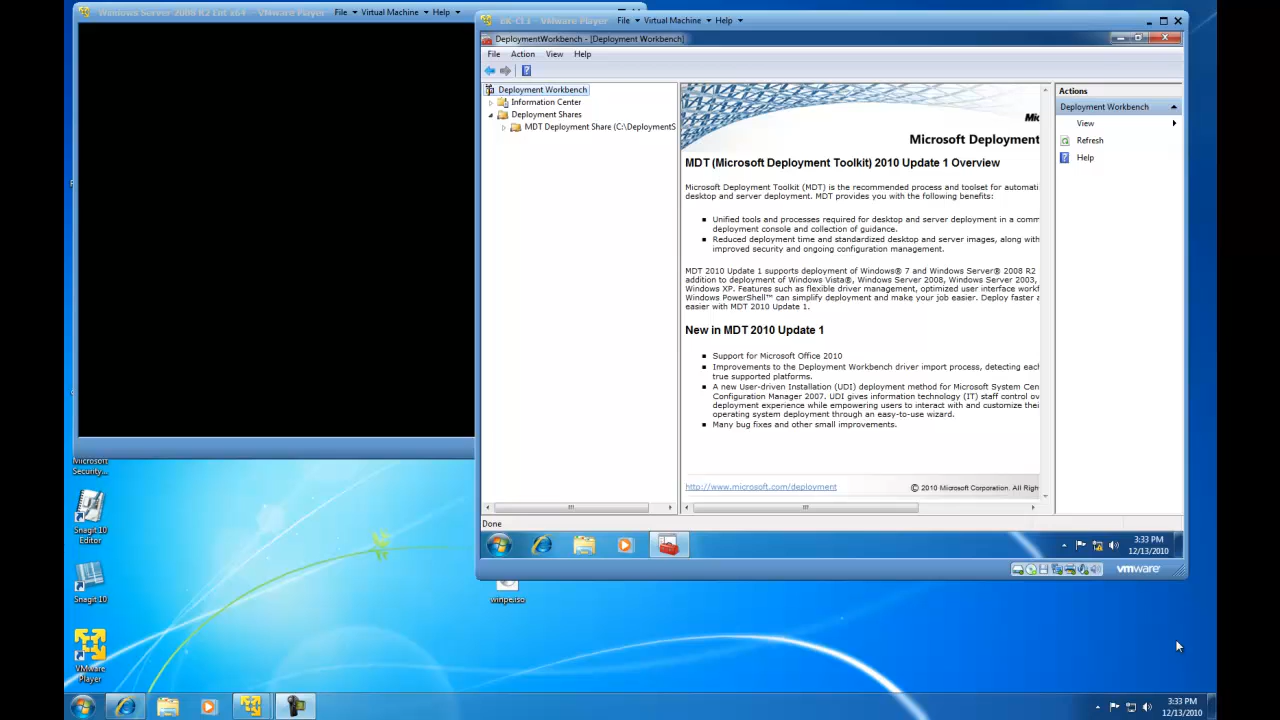 Windows Server 2008 R2 Ent x64 - VMware Player File Virtual Machine Help
EK-CL3 - VMware Player File Virtual Machine Help
DeploymentWorkbench - [Deployment Workbench]
File Action View Help
Deployment Workbench
Information Center
Deployment Shares
MDT Deployment Share (C:\DeploymentS
Mi
Microsoft Deployment
MDT (Microsoft Deployment Toolkit) 2010 Update 1 Overview
Microsoft Deployment Toolkit (MDT) is the recommended process and toolset for automati
desktop and server deployment. MDT provides you with the following benefits:
Unified tools and processes required for desktop and server deployment in a comm
deployment console and collection of guidance.
Reduced deployment time and standardized desktop and server images, along with
improved security and ongoing configuration management.
MDT 2010 Update 1 supports deployment of Windows® 7 and Windows Server® 2008 R2
addition to deployment of Windows Vista®, Windows Server 2008, Windows Server 2003,
Windows XP. Features such as flexible driver management, optimized user interface workf
Windows PowerShell™ can simplify deployment and make your job easier. Deploy faster a
easier with MDT 2010 Update 1.
New in MDT 2010 Update 1
Support for Microsoft Office 2010
Improvements to the Deployment Workbench driver import process, detecting each
true supported platforms.
A new User-driven Installation (UDI) deployment method for Microsoft System Cen
Configuration Manager 2007. UDI gives information technology (IT) staff control ov
deployment experience while empowering users to interact with and customize thei
operating system deployment through an easy-to-use wizard.
Many bug fixes and other small improvements.
http://www.microsoft.com/deployment
© 2010 Microsoft Corporation. All Righ
Actions
Deployment Workbench
View
Refresh
Help
Done
3:33 PM
12/13/2010
vmware
Microsoft
Security...
Snagit 10
Editor
Snagit 10
VMware
Player
winpe.iso
3:33 PM
12/13/2010